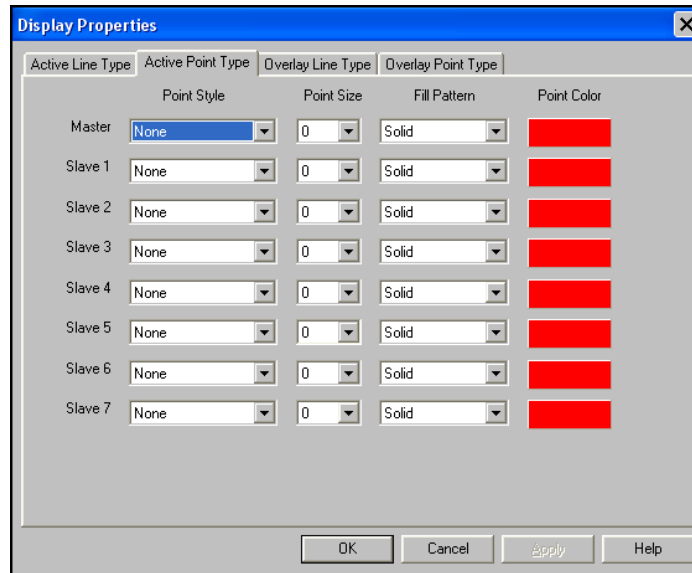 Display Properties
Active Line Type Active Point Type Overlay Line Type Overlay Point Type
Point Style Point Size Fill Pattern Point Color
Master None 0 Solid
Slave 1 None 0 Solid
Slave 2 None 0 Solid
Slave 3 None 0 Solid
Slave 4 None 0 Solid
Slave 5 None 0 Solid
Slave 6 None 0 Solid
Slave 7 None 0 Solid
OK Cancel Apply Help